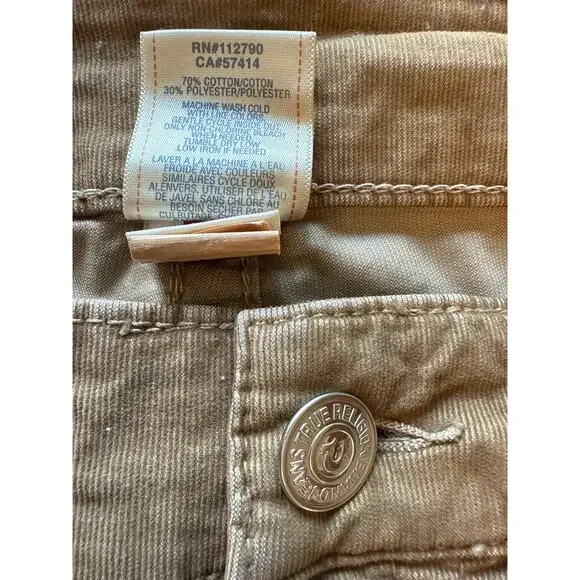 RN#112790
CA#57414
70% COTTON/COTON
30% POLYESTER/POLYESTER
MACHINE WASH COLD
WITH LIKE COLORS,
GENTLE CYCLE INSIDE OUT,
ONLY NON-CHLORINE BLEACH
WHEN NEEDED
TUMBLE DRY LOW
LOW IRON IF NEEDED
LAVER A LA MACHINE A L'EAU
FROIDE AVEC COULEURS
SIMILAIRES CYCLE DOUX
ALENVERS, UTILISER DE L'EAU
DE JAVEL SANS CHLORE AU
BESOIN SECHER PAR
CULBUTAGE
TRUE RELIGION
JEANS